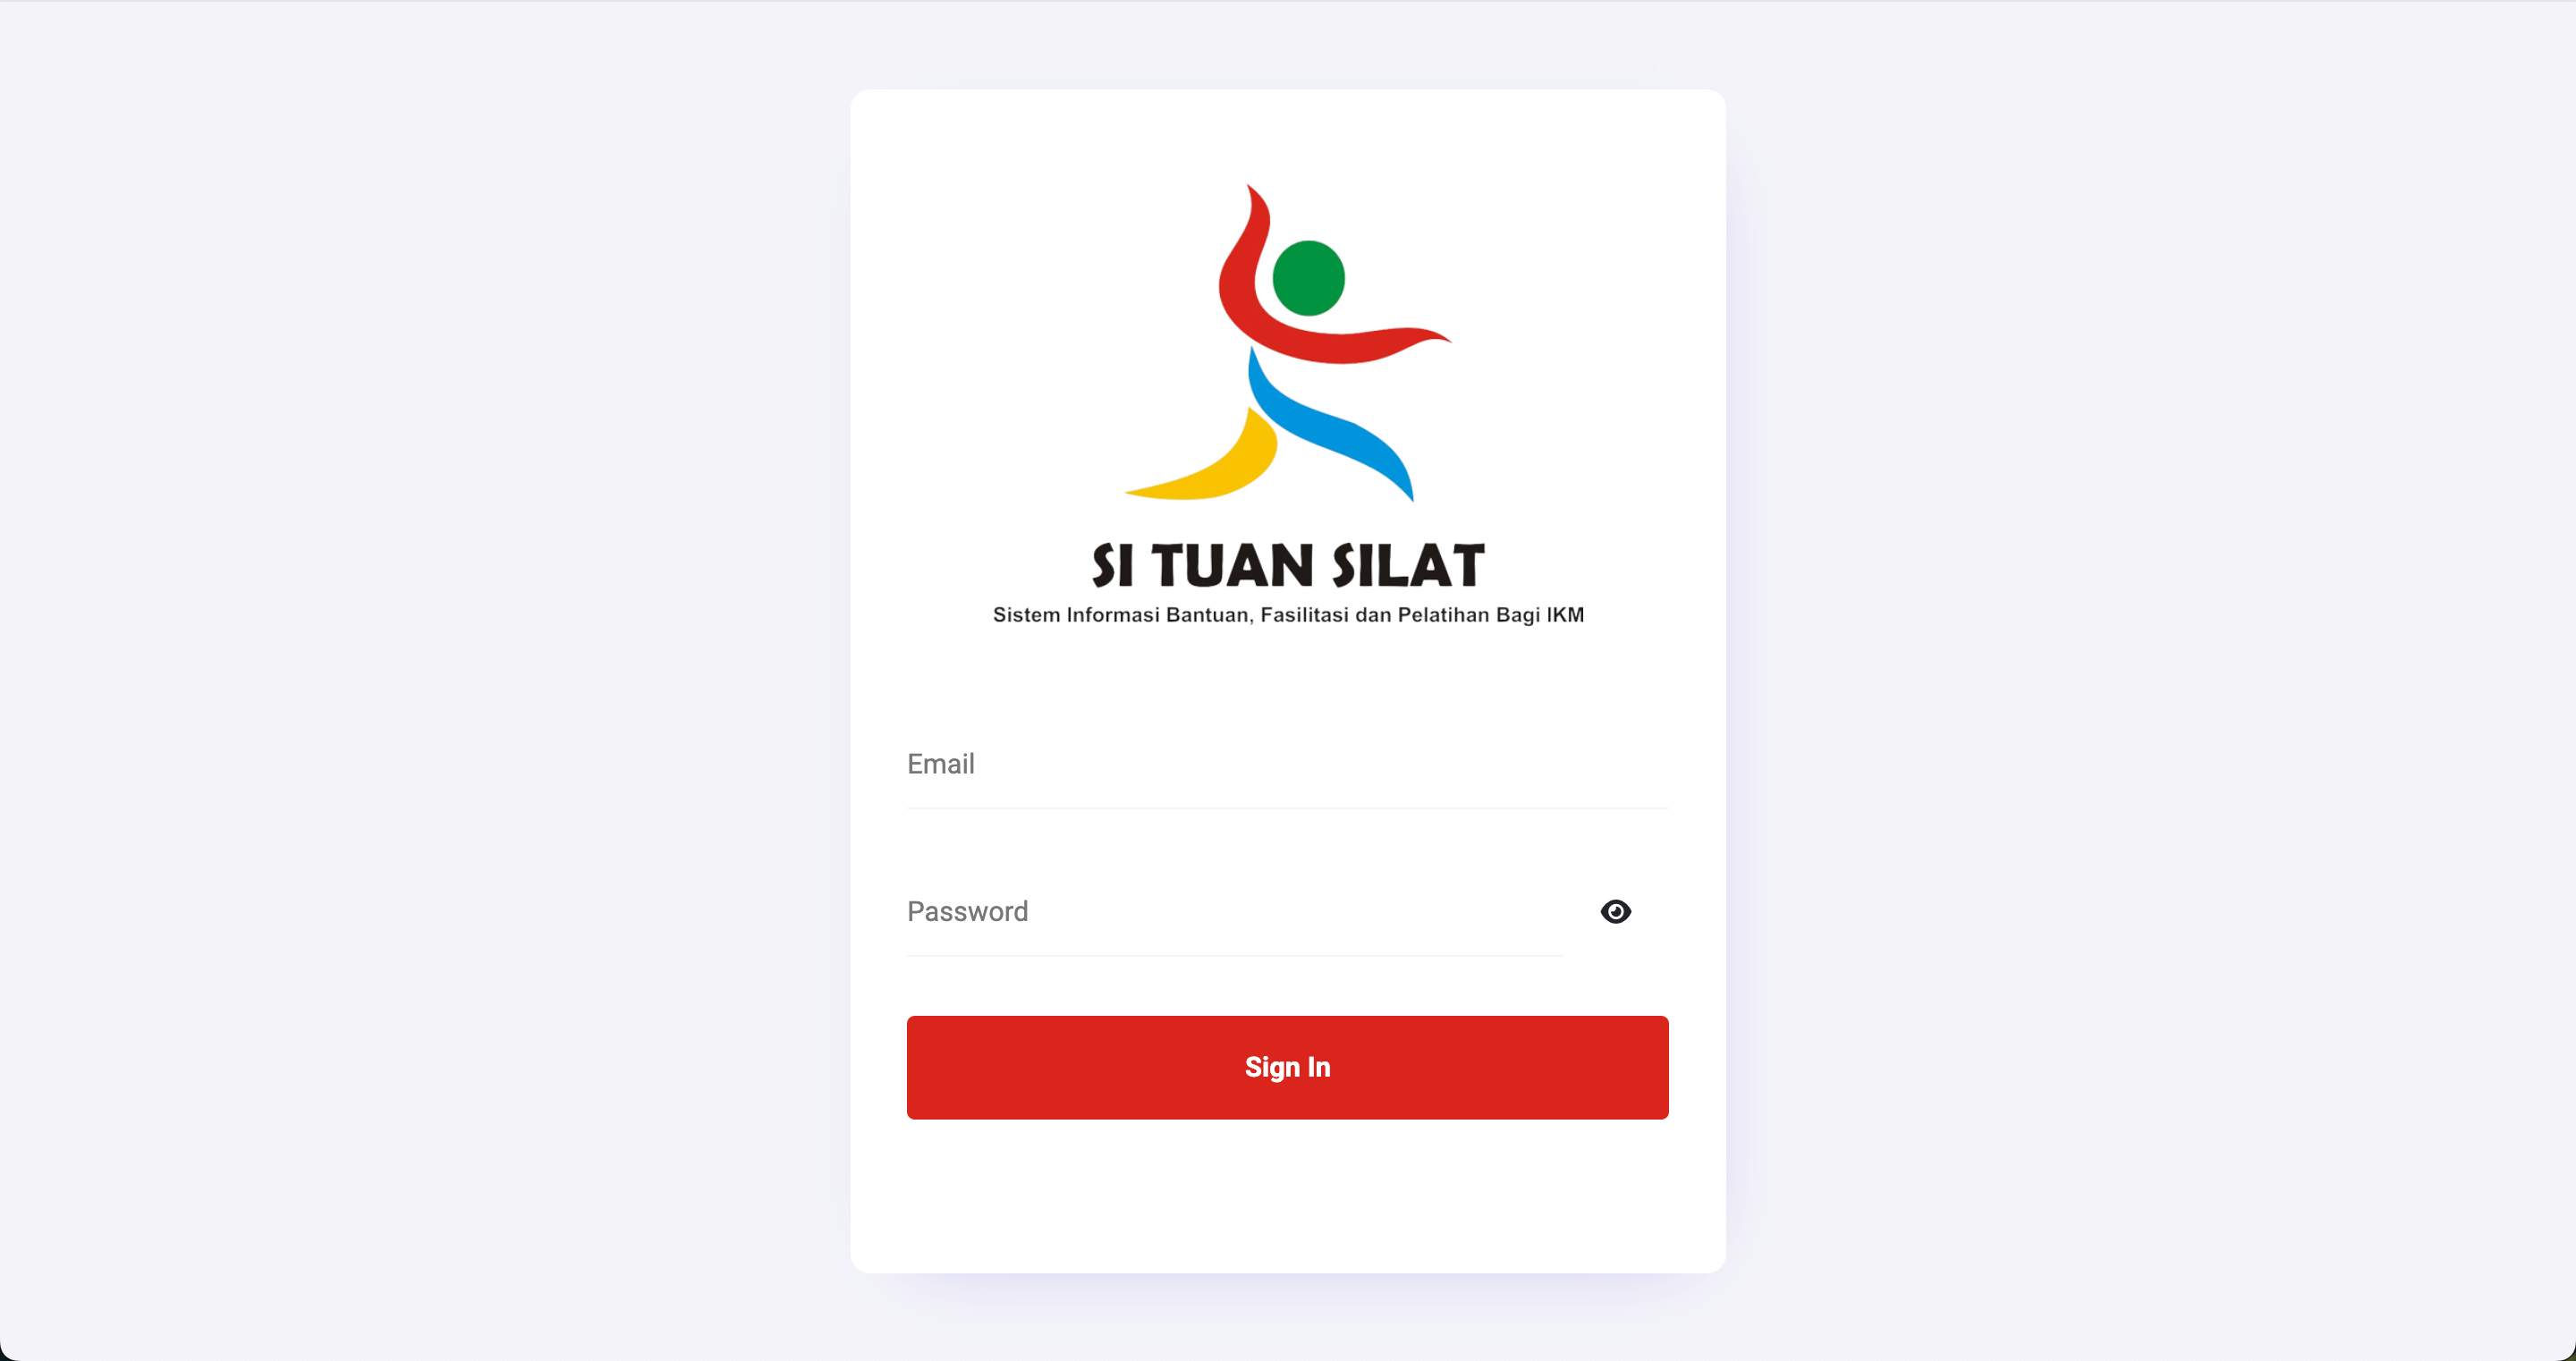 SI TUAN SILAT
Sistem Informasi Bantuan, Fasilitasi dan Pelatihan Bagi IKM
Email
Password
Sign In